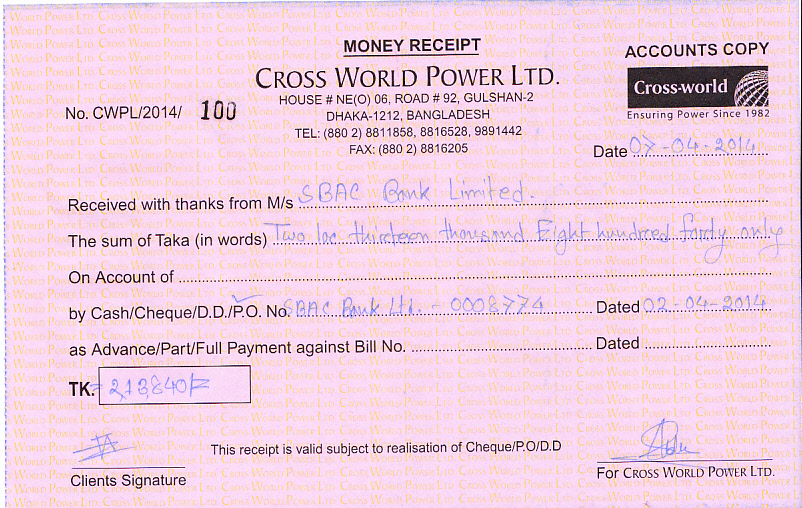 MONEY RECEIPT
ACCOUNTS COPY
CROSS WORLD POWER LTD.
Cross-world
Ensuring Power Since 1982
HOUSE # NE(O) 06, ROAD # 92, GULSHAN-2
DHAKA-1212, BANGLADESH
TEL: (880 2) 8811858, 8816528, 9891442
FAX: (880 2) 8816205
No. CWPL/2014/ 100
Date 07-04-2014
Received with thanks from M/s SBAC Bank Limited.
The sum of Taka (in words) Two lac thirteen thousand Eight hundred fordy only
On Account of
by Cash/Cheque/D.D./P.O. No. SBAC Bank Ltd. - 0008774 Dated 02-04-2014
as Advance/Part/Full Payment against Bill No. Dated
TK. = 213840/=
This receipt is valid subject to realisation of Cheque/P.O/D.D
Clients Signature
For CROSS WORLD POWER LTD.